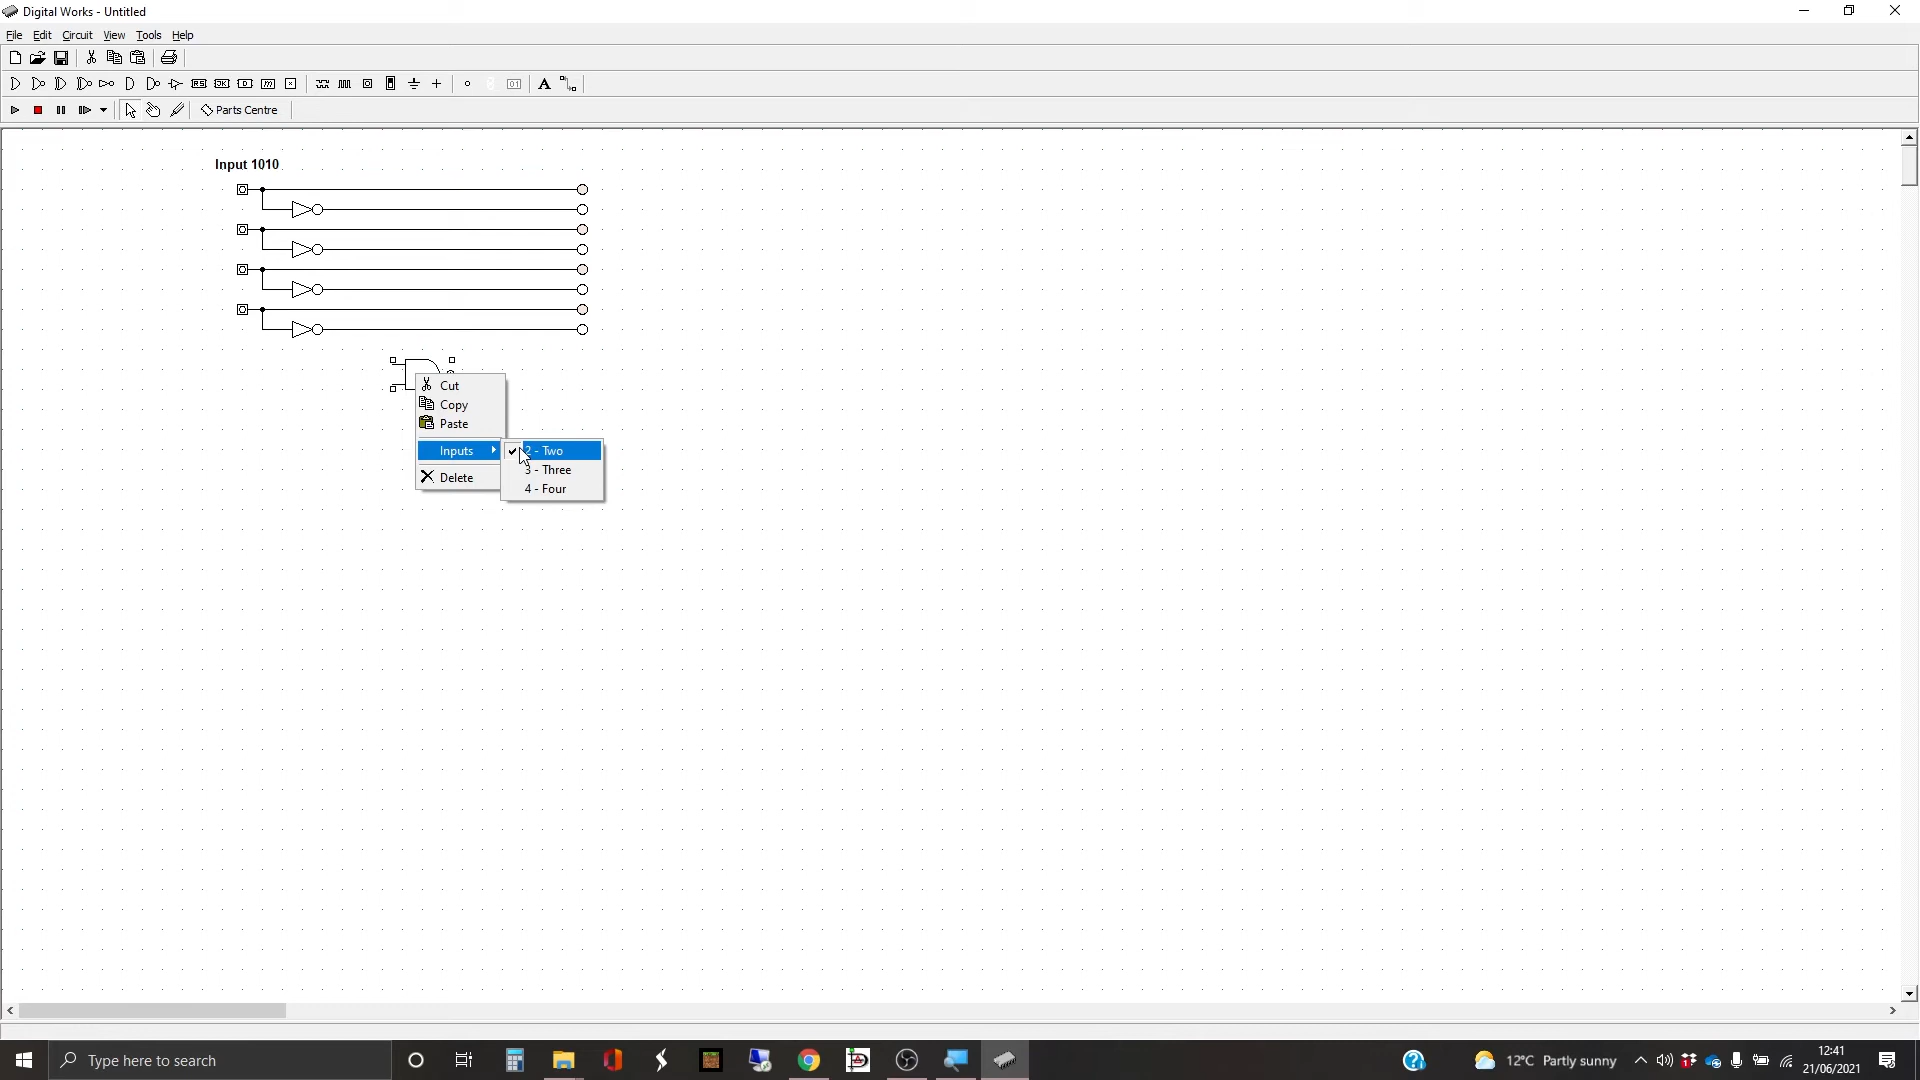 Digital Works - Untitled
File Edit Circuit View Tools Help
A
Parts Centre
Input 1010
Cut
Copy
Paste
Inputs
Delete
2 - Two
3 - Three
4 - Four
Type here to search
12°C Partly sunny
12:41
21/06/2021